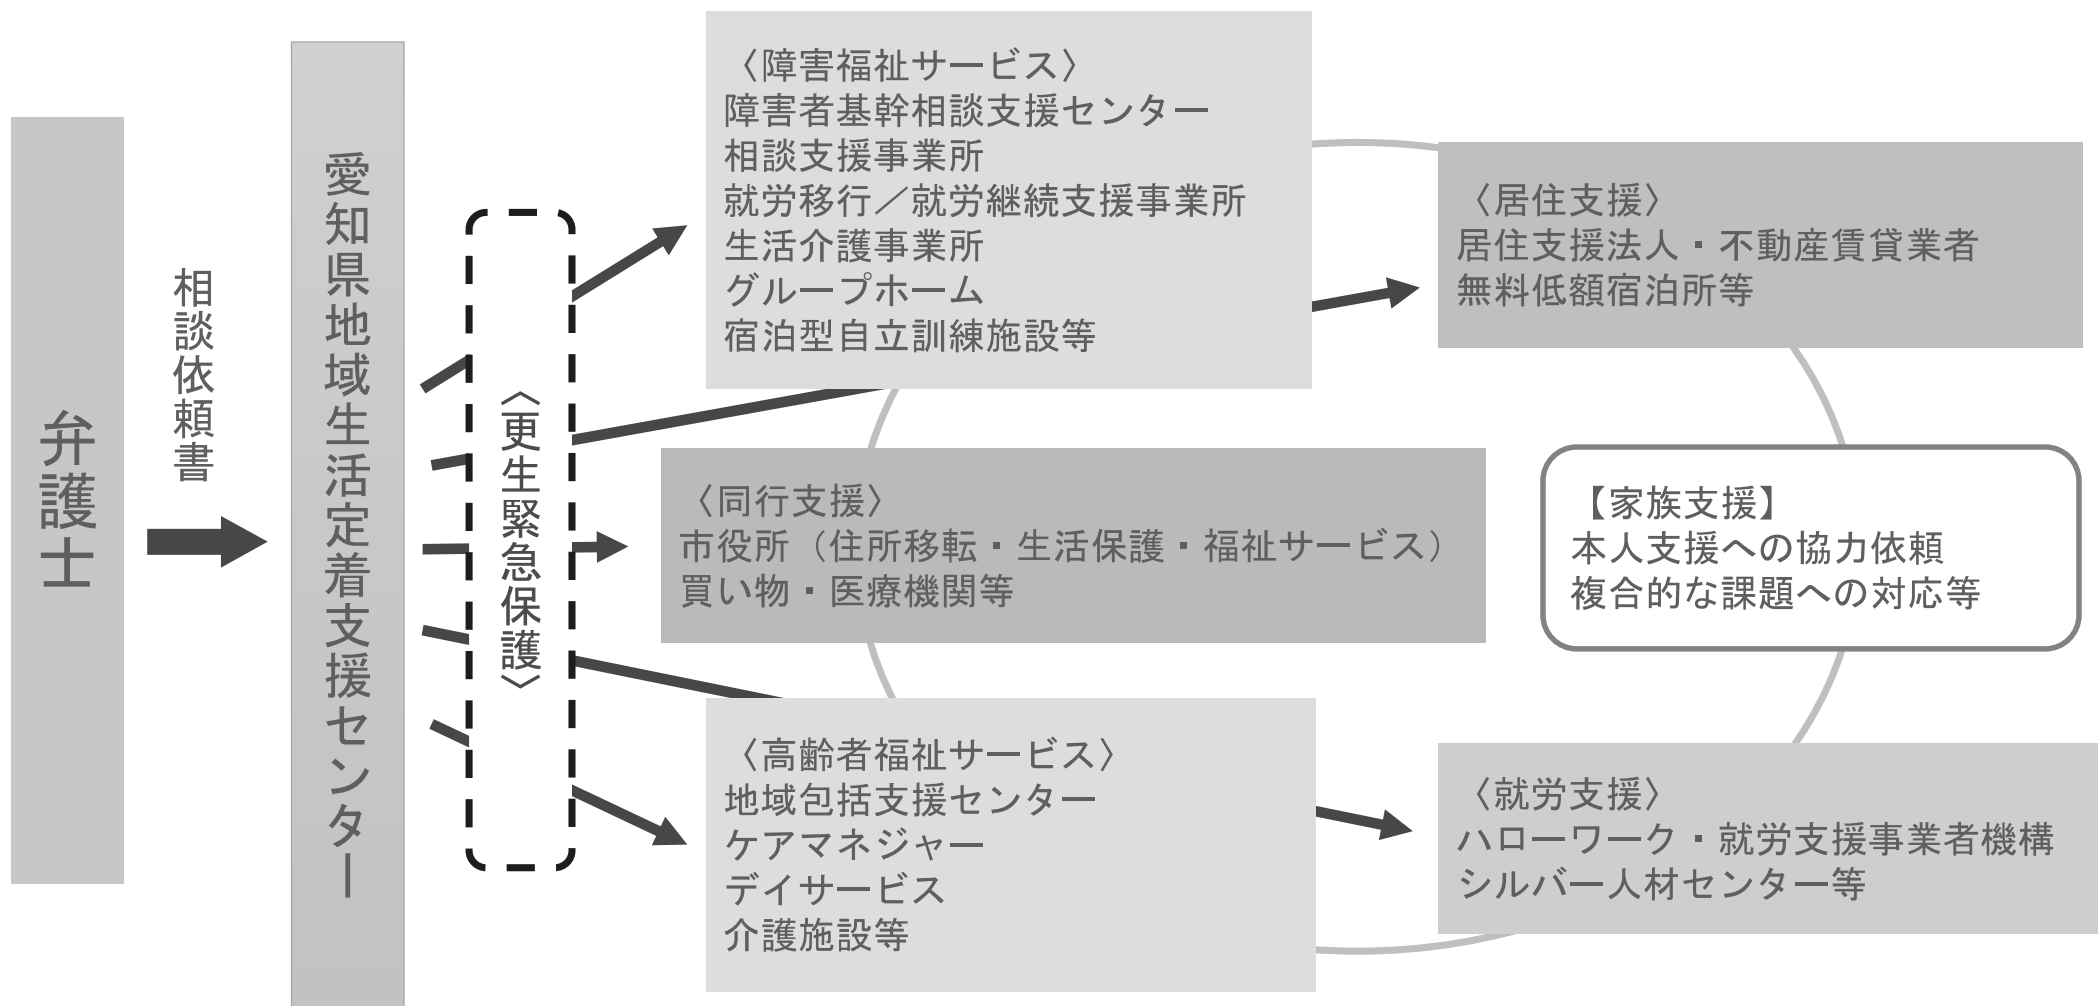 弁護士
相談依頼書
愛知県地域生活定着支援センター
〈更生緊急保護〉
〈障害福祉サービス〉
障害者基幹相談支援センター
相談支援事業所
就労移行／就労継続支援事業所
生活介護事業所
グループホーム
宿泊型自立訓練施設等
〈居住支援〉
居住支援法人・不動産賃貸業者
無料低額宿泊所等
〈同行支援〉
市役所（住所移転・生活保護・福祉サービス）
買い物・医療機関等
【家族支援】
本人支援への協力依頼
複合的な課題への対応等
〈高齢者福祉サービス〉
地域包括支援センター
ケアマネジャー
デイサービス
介護施設等
〈就労支援〉
ハローワーク・就労支援事業者機構
シルバー人材センター等